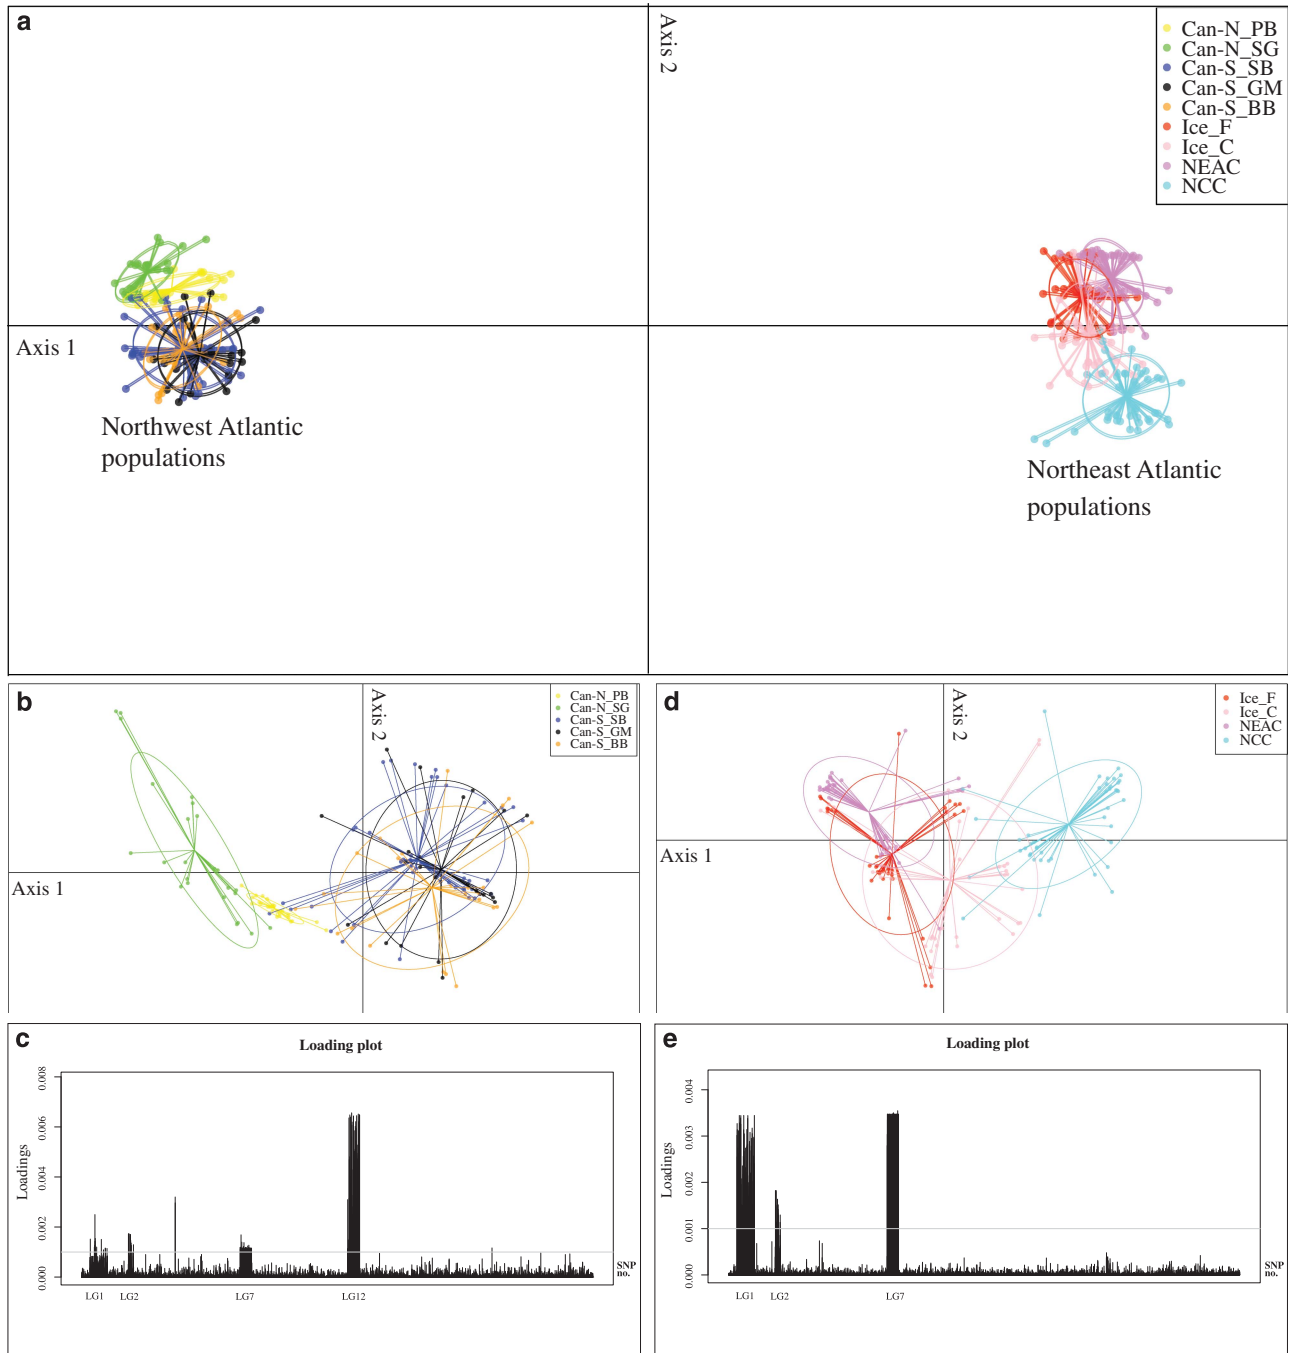 a
Axis 2
Can-N_PB
Can-N_SG
Can-S_SB
Can-S_GM
Can-S_BB
Ice_F
Ice_C
NEAC
NCC
Axis 1
Northwest Atlantic
populations
Northeast Atlantic
populations
b
Axis 2
Can-N_PB
Can-N_SG
Can-S_SB
Can-S_GM
Can-S_BB
Axis 1
d
Axis 2
Ice_F
Ice_C
NEAC
NCC
Axis 1
c
Loading plot
Loadings
0.008
0.006
0.004
0.002
0.000
LG1
LG2
LG7
LG12
SNP
no.
e
Loading plot
Loadings
0.004
0.003
0.002
0.001
0.000
LG1
LG2
LG7
SNP
no.